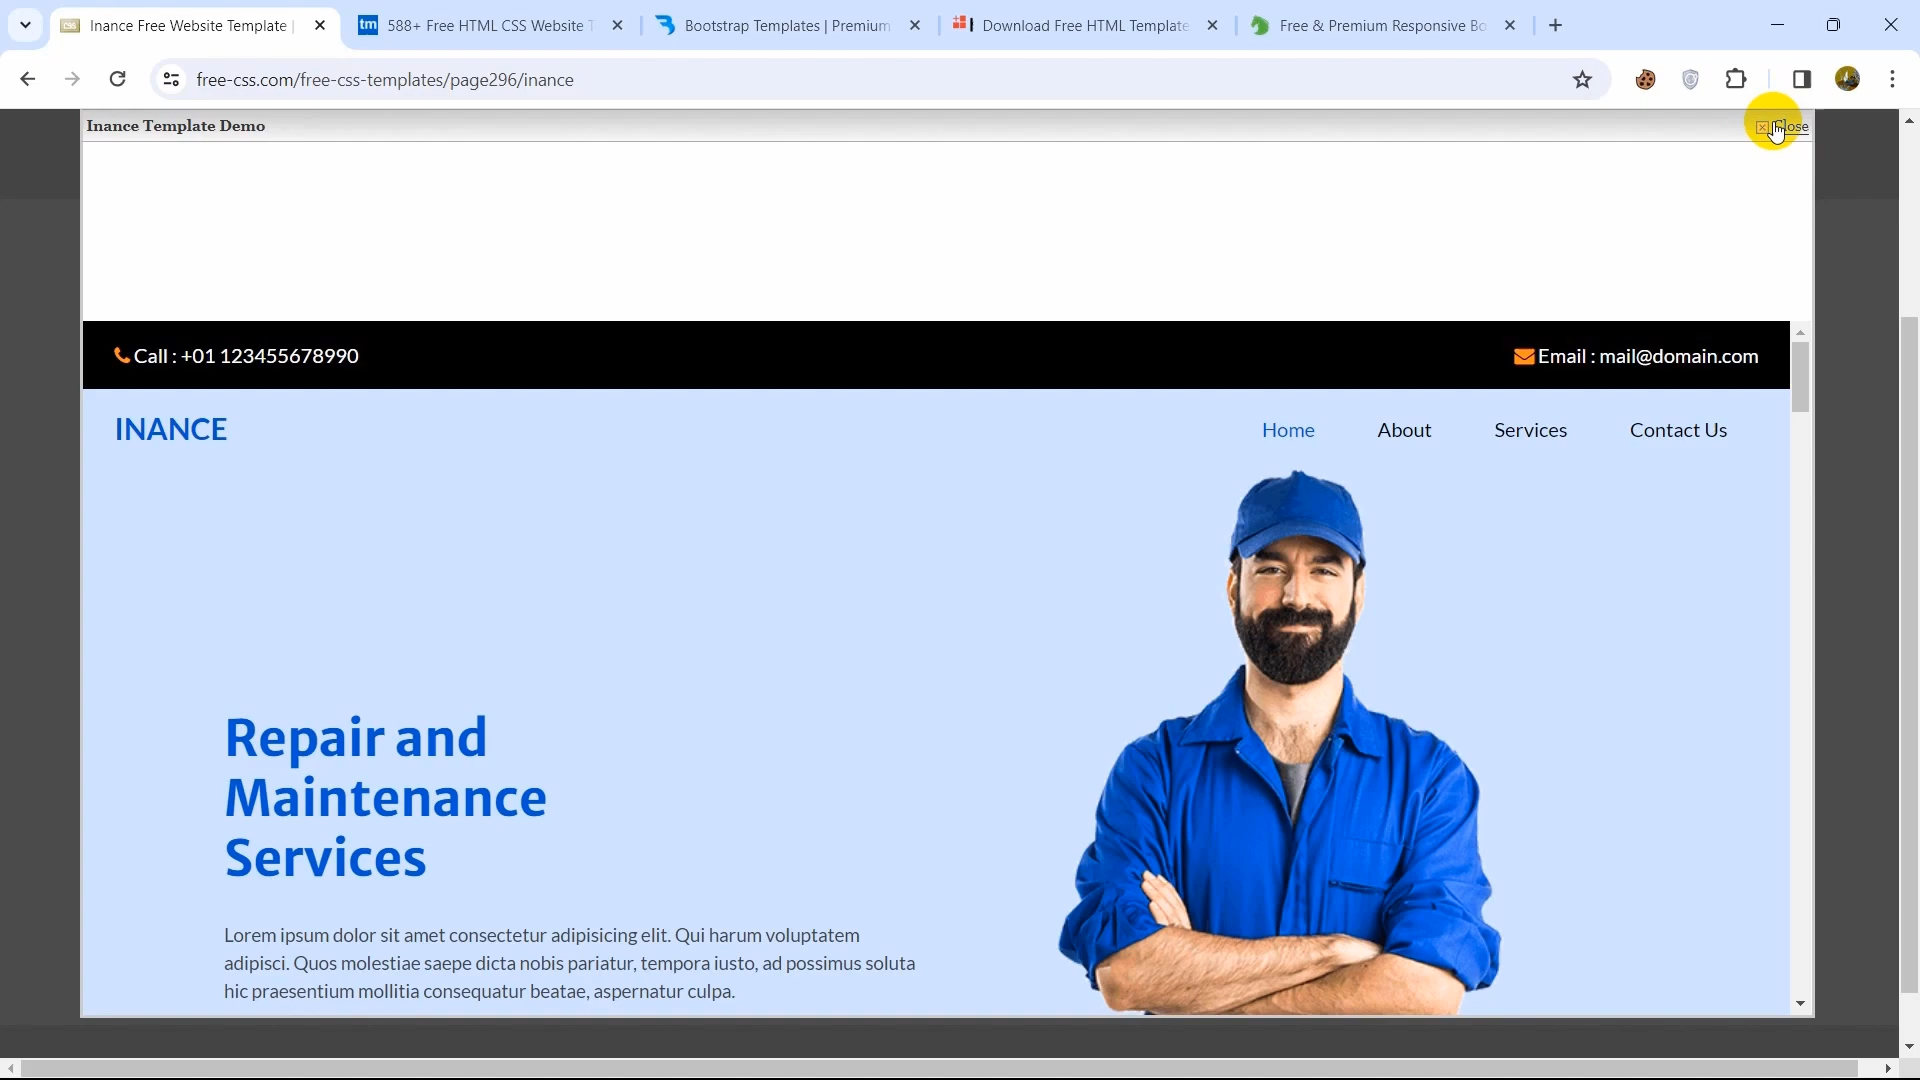 Inance Free Website Template |
588+ Free HTML CSS Website T
Bootstrap Templates | Premium
Download Free HTML Template
Free & Premium Responsive Bo
free-css.com/free-css-templates/page296/inance
Inance Template Demo
Close
Call : +01 123455678990
Email : mail@domain.com
INANCE
Home
About
Services
Contact Us
Repair and
Maintenance
Services
Lorem ipsum dolor sit amet consectetur adipisicing elit. Qui harum voluptatem
adipisci. Quos molestiae saepe dicta nobis pariatur, tempora iusto, ad possimus soluta
hic praesentium mollitia consequatur beatae, aspernatur culpa.